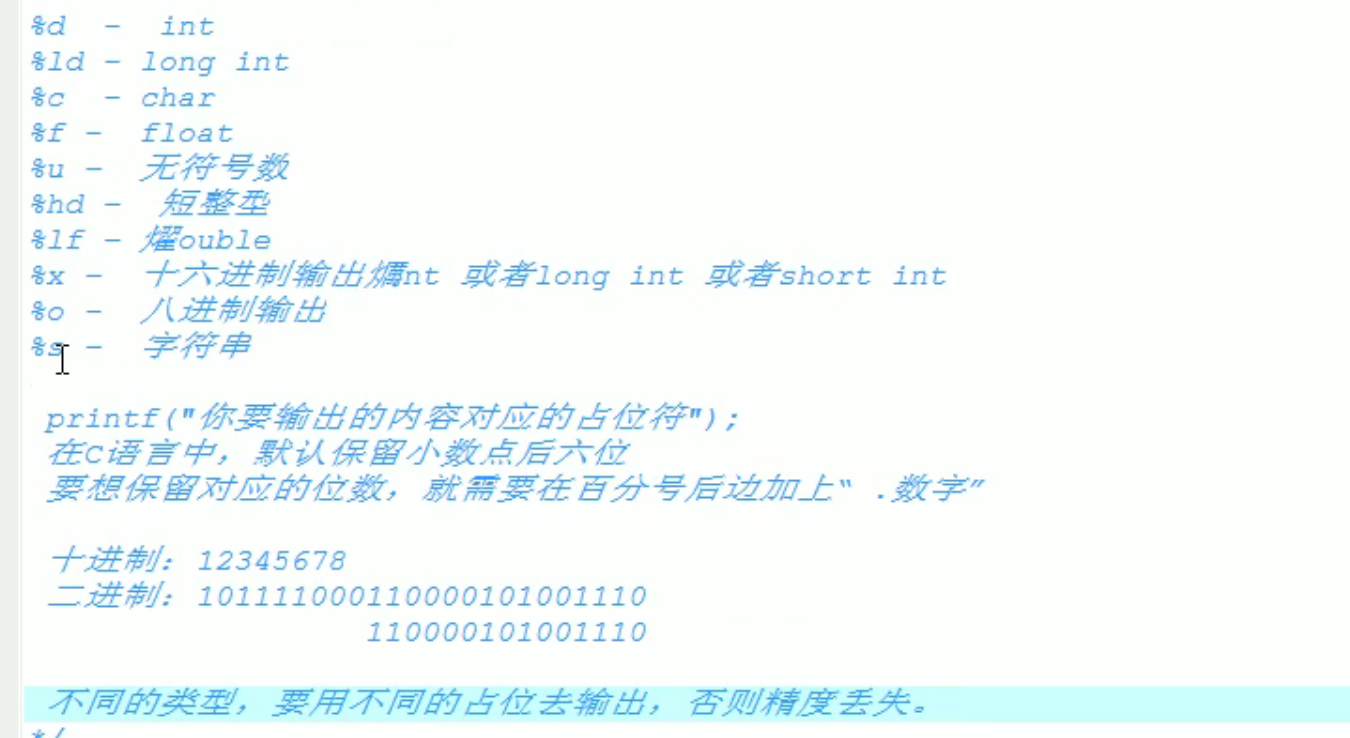 %d - int
%ld - long int
%c - char
%f - float
%u - 无符号数
%hd - 短整型
%lf - 燿ouble
%x - 十六进制输出爄nt 或者long int 或者short int
%o - 八进制输出
%s - 字符串
printf("你要输出的内容对应的占位符");
在C语言中，默认保留小数点后六位
要想保留对应的位数，就需要在百分号后边加上“ .数字”
十进制：12345678
二进制：101111000110000101001110
110000101001110
不同的类型，要用不同的占位去输出，否则精度丢失。
*/